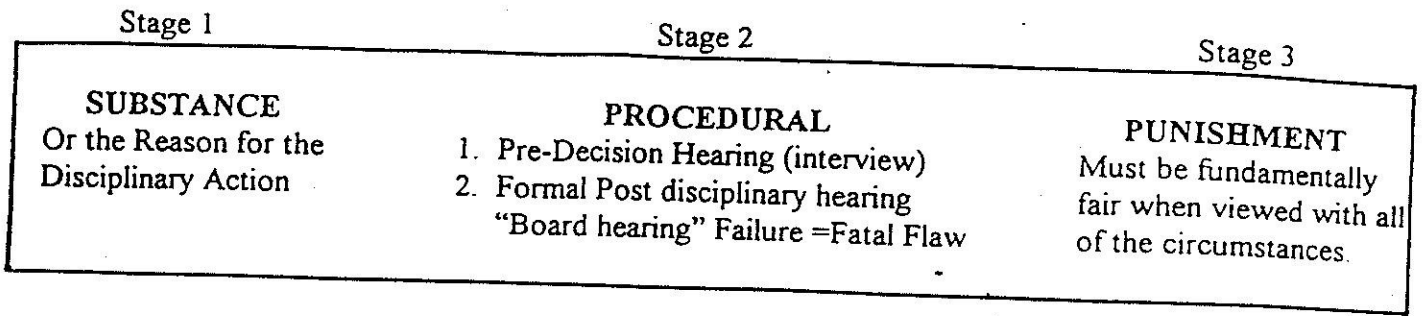 Stage 1
Stage 2
Stage 3
SUBSTANCE
Or the Reason for the
Disciplinary Action
PROCEDURAL
1. Pre-Decision Hearing (interview)
2. Formal Post disciplinary hearing
“Board hearing” Failure =Fatal Flaw
PUNISHMENT
Must be fundamentally
fair when viewed with all
of the circumstances.